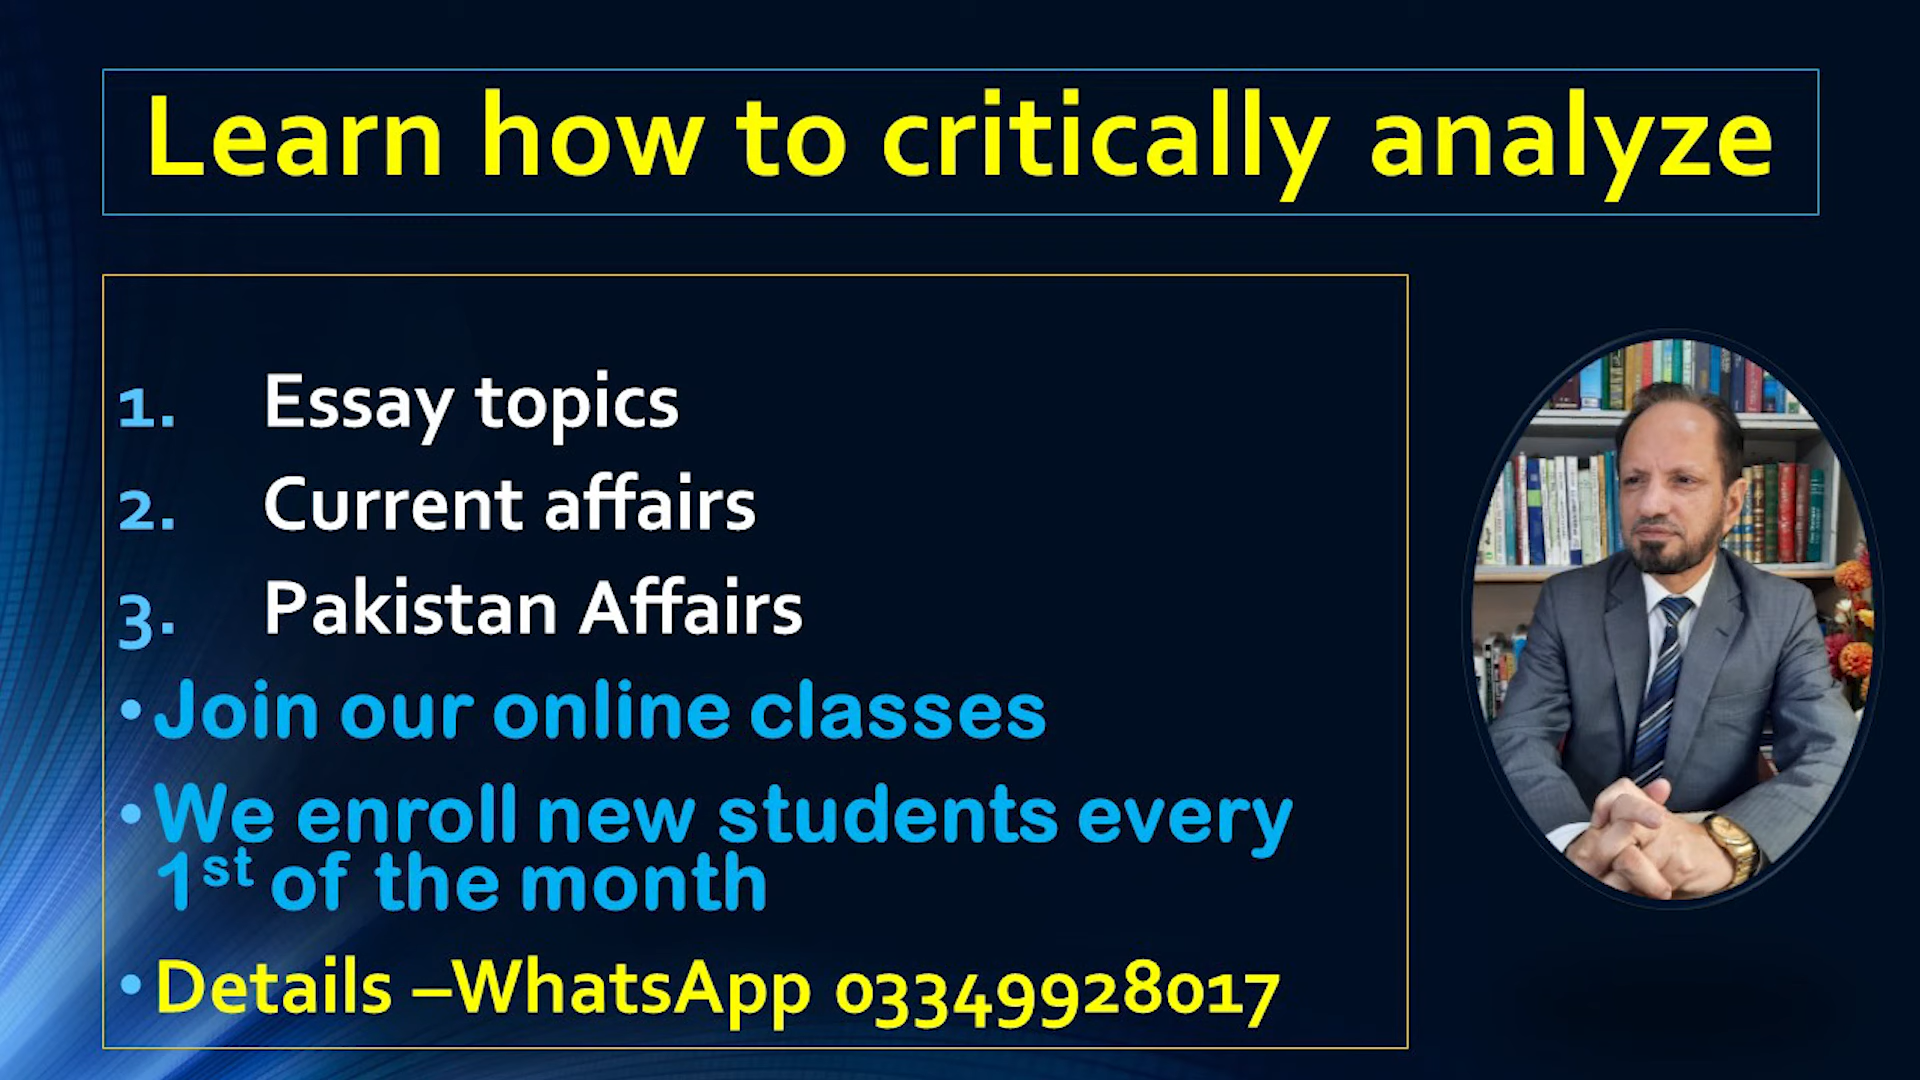 Learn how to critically analyze
1. Essay topics
2. Current affairs
3. Pakistan Affairs
• Join our online classes
• We enroll new students every
1st of the month
• Details –WhatsApp 03349928017